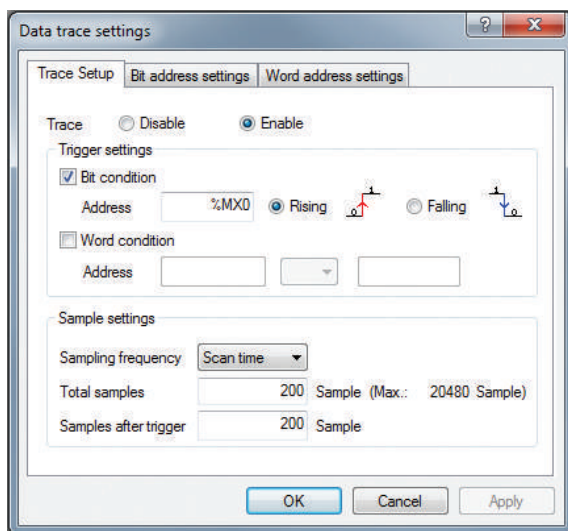 Data trace settings
?
X
Trace Setup
Bit address settings
Word address settings
Trace Disable Enable
Trigger settings
Bit condition
Address %MX0 Rising 0 1 Falling 1 0
Word condition
Address
Sample settings
Sampling frequency Scan time
Total samples 200 Sample (Max.: 20480 Sample)
Samples after trigger 200 Sample
OK Cancel Apply